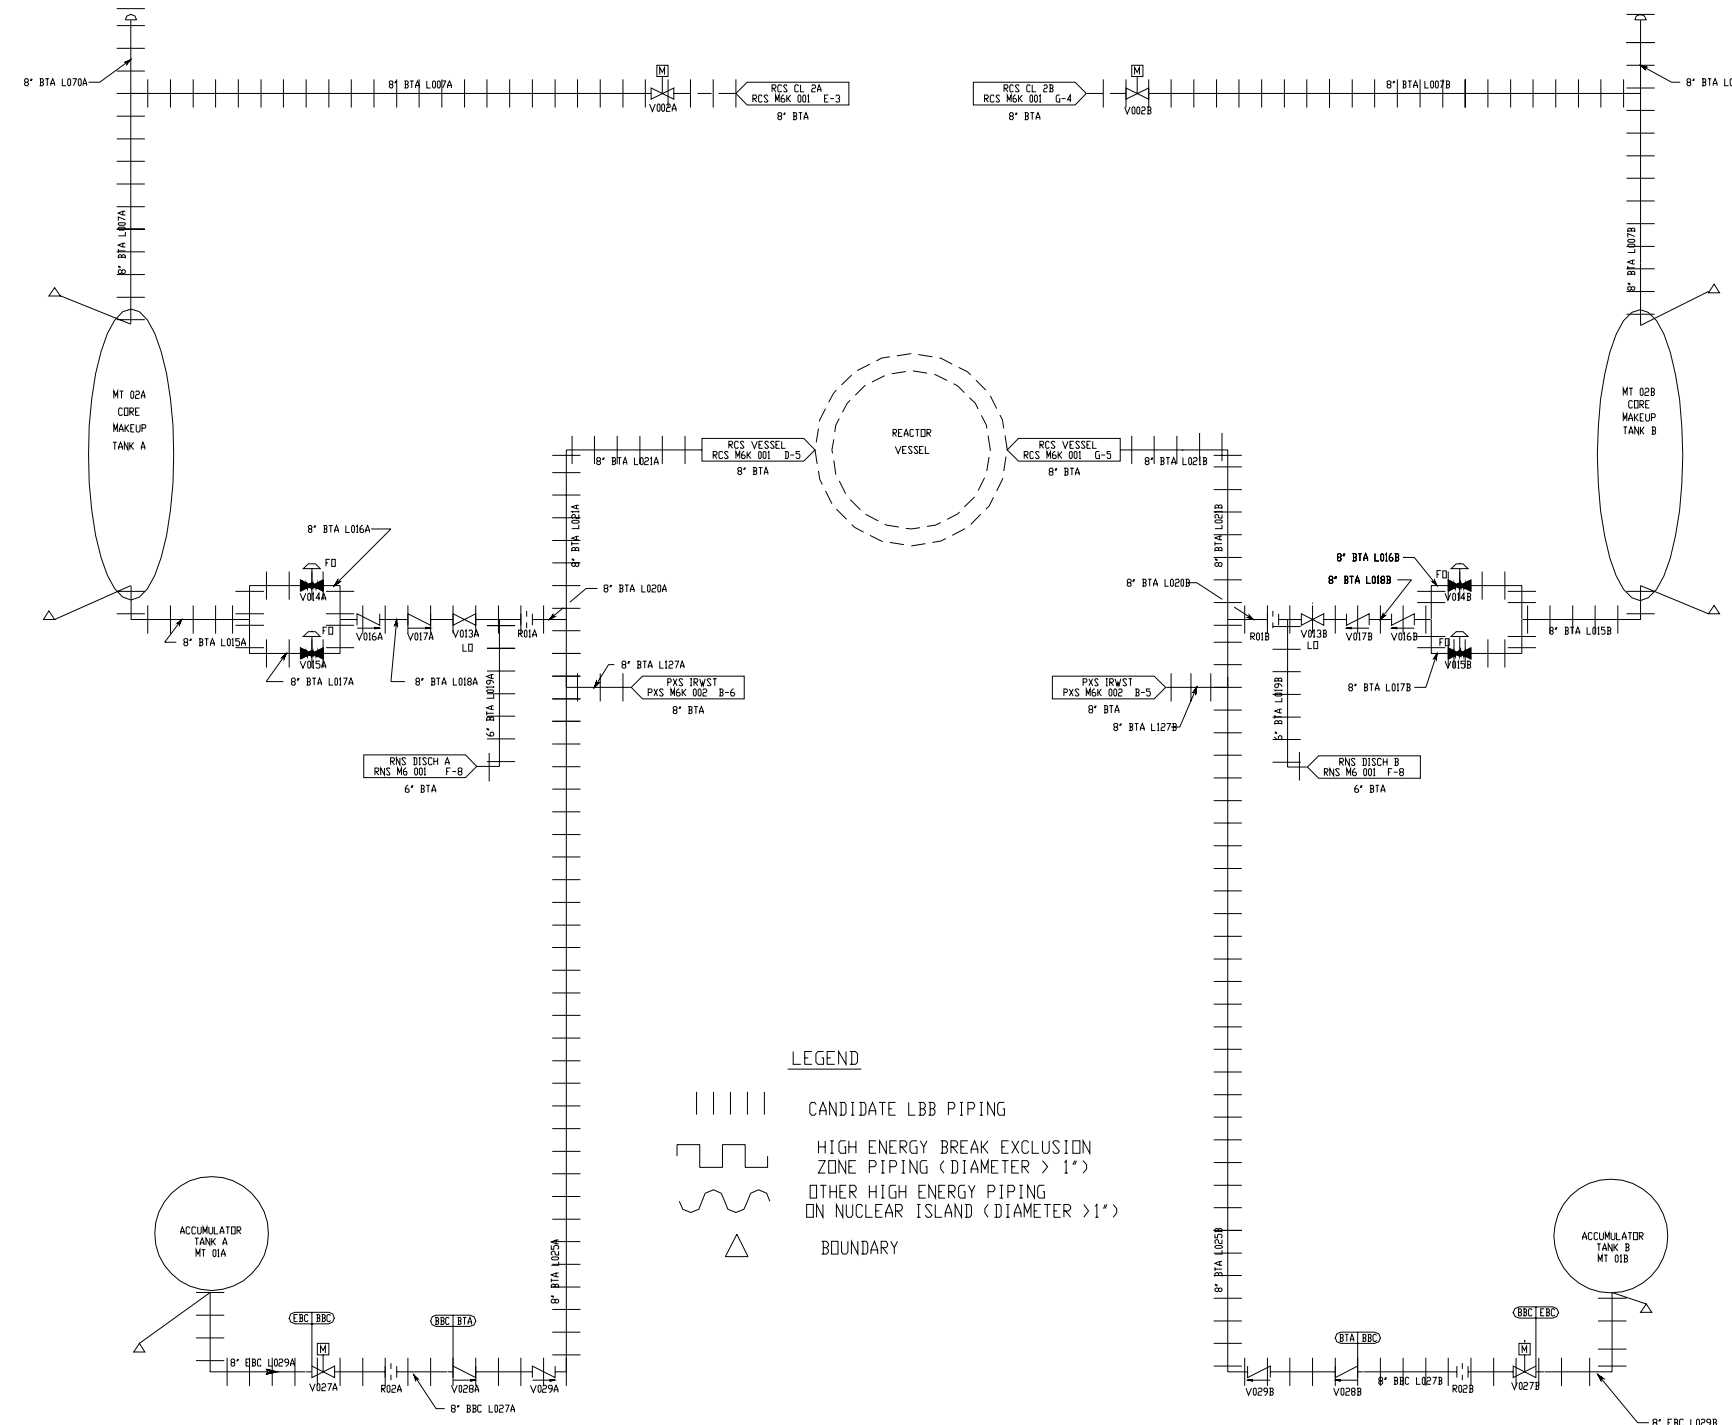 8" BTA L070A
8" BTA L007A
M
V002A
RCS CL 2A
RCS M6K 001 E-3
8" BTA
RCS CL 2B
RCS M6K 001 G-4
8" BTA
M
V002B
8" BTA L007B
8" BTA
8" BTA L007A
8" BTA L007B
MT 02A
CORE
MAKEUP
TANK A
REACTOR
VESSEL
MT 02B
CORE
MAKEUP
TANK B
8" BTA L021A
RCS VESSEL
RCS M6K 001 D-5
8" BTA
RCS VESSEL
RCS M6K 001 G-5
8" BTA
8" BTA L021B
8" BTA L021A
8" BTA L021B
8" BTA L016A
FO
V014A
8" BTA L015A
FO
V015A
8" BTA L017A
V016A
V017A
8" BTA L018A
V013A
LO
R01A
8" BTA L020A
6" BTA L019A
8" BTA L127A
PXS IRWST
PXS M6K 002 B-6
8" BTA
RNS DISCH A
RNS M6 001 F-8
6" BTA
8" BTA L020B
R01B
V013B
LO
V017B
V016B
8" BTA L016B
8" BTA L018B
FO
V014B
FO
V015B
8" BTA L017B
8" BTA L015B
PXS IRWST
PXS M6K 002 B-5
8" BTA
8" BTA L127B
6" BTA L019B
RNS DISCH B
RNS M6 001 F-8
6" BTA
LEGEND
CANDIDATE LBB PIPING
HIGH ENERGY BREAK EXCLUSION
ZONE PIPING (DIAMETER > 1")
OTHER HIGH ENERGY PIPING
ON NUCLEAR ISLAND (DIAMETER >1")
BOUNDARY
ACCUMULATOR
TANK A
MT 01A
EBC BBC
M
V027A
8" EBC L029A
R02A
8" BBC L027A
BBC BTA
V028A
V029A
8" BTA L025A
8" BTA L025B
V029B
BTA BBC
V028B
8" BBC L027B
R02B
BBC EBC
M
V027B
ACCUMULATOR
TANK B
MT 01B
8" EBC L029B